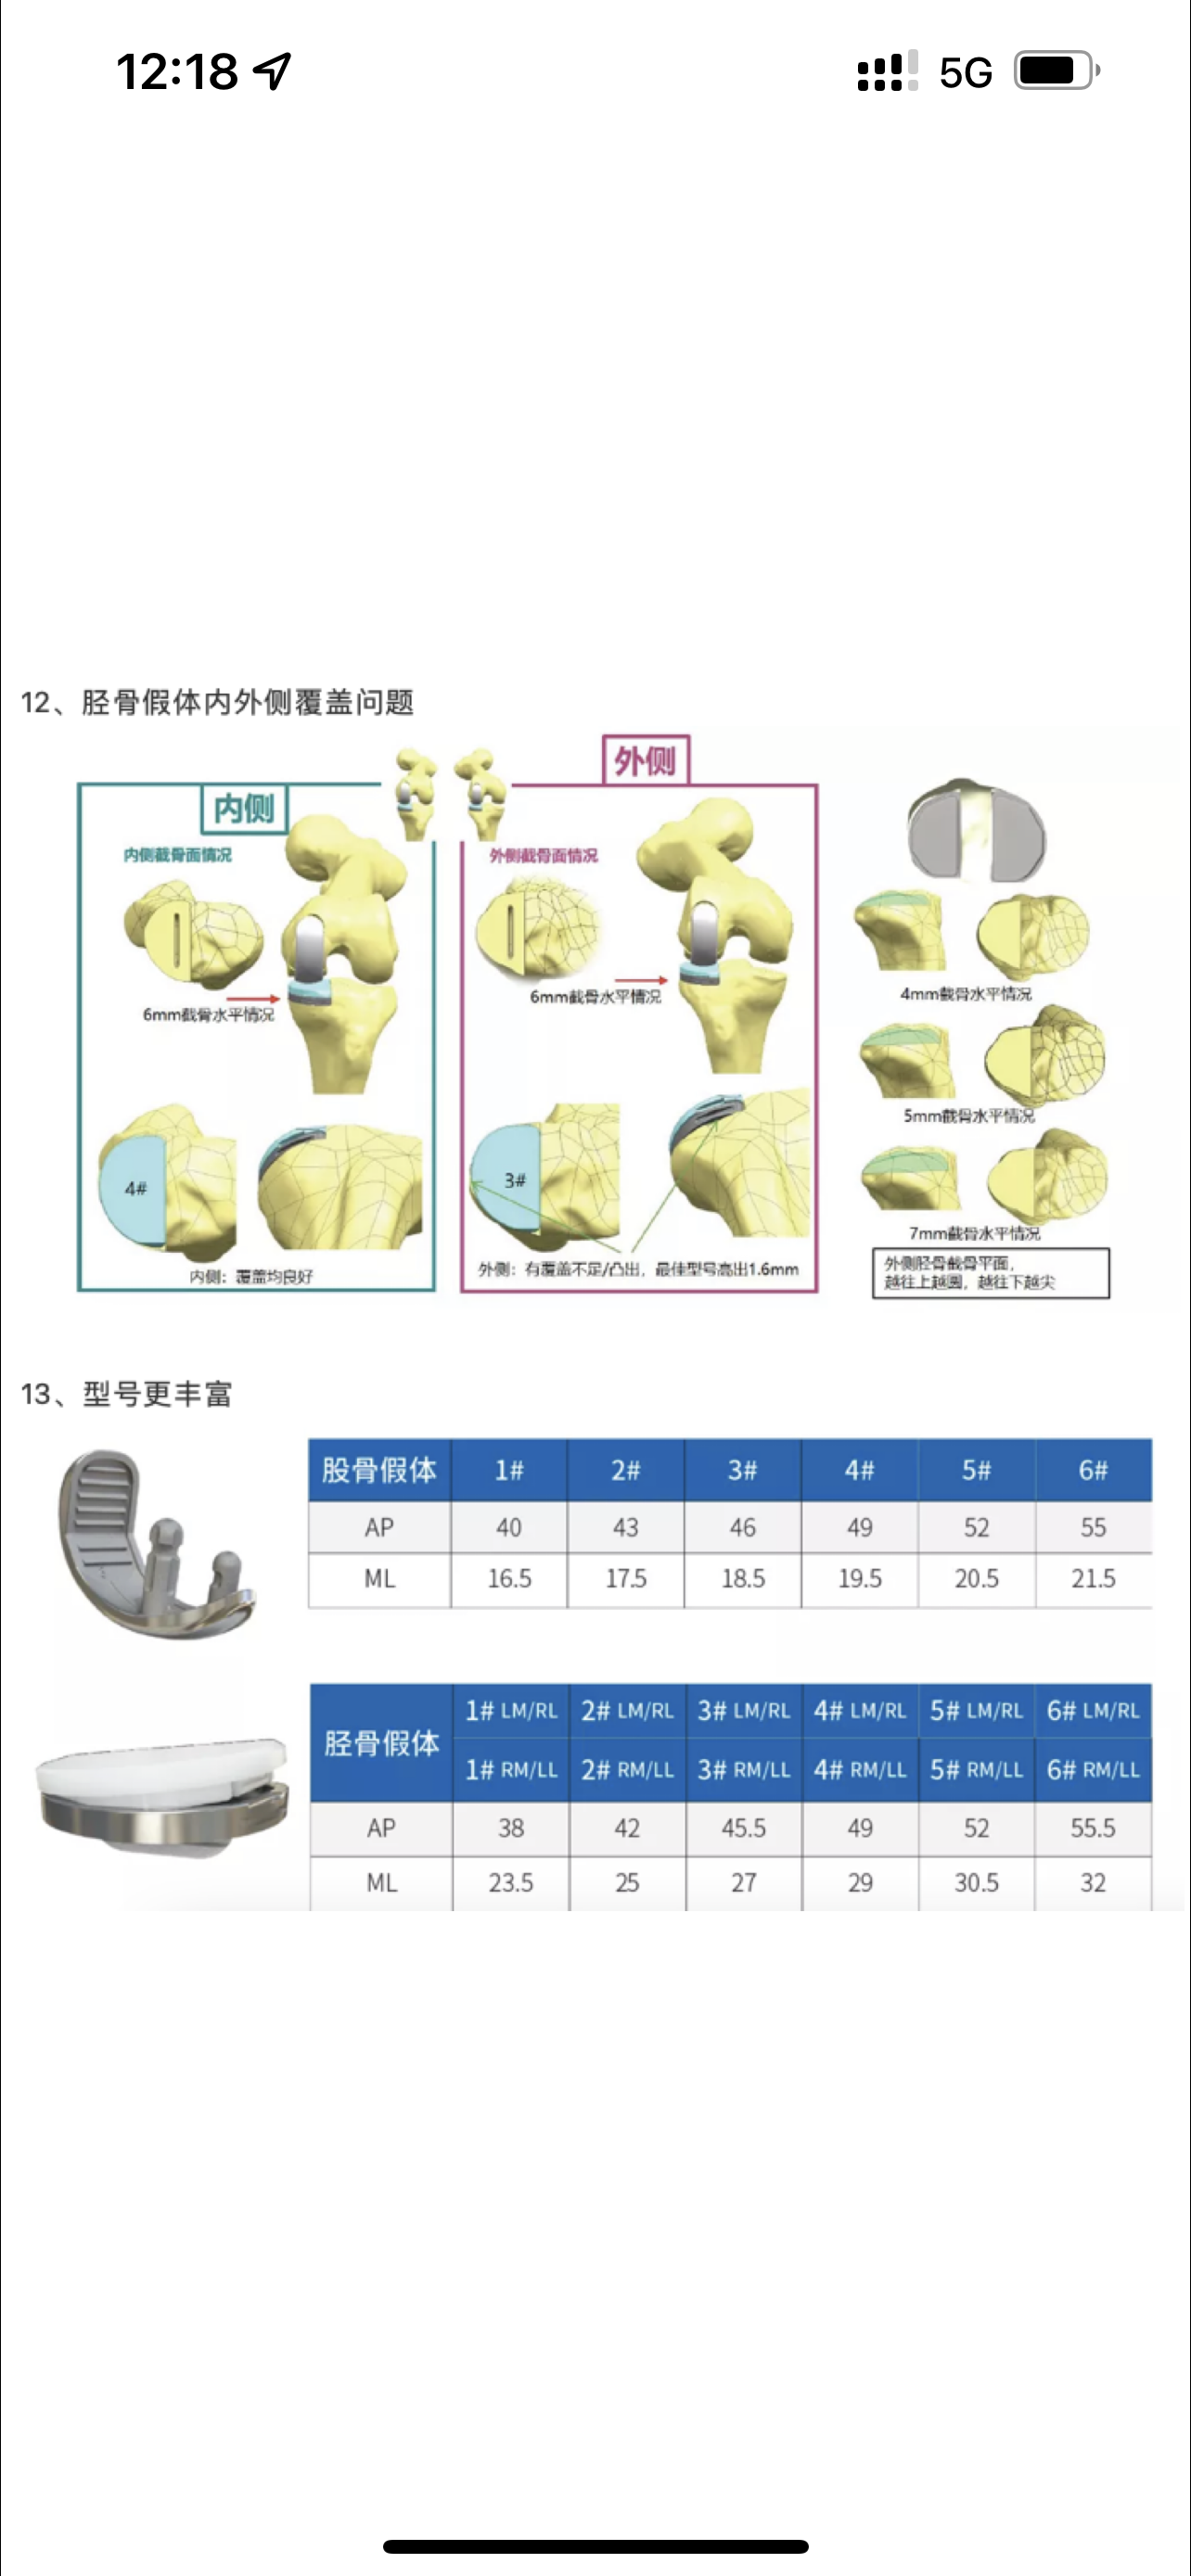 12:18
5G
12、胫骨假体内外侧覆盖问题
内侧
内侧截骨面情况
6mm截骨水平情况
4#
内侧：覆盖均良好
外侧
外侧截骨面情况
6mm截骨水平情况
3#
外侧：有覆盖不足/凸出，最佳型号高出1.6mm
4mm截骨水平情况
5mm截骨水平情况
7mm截骨水平情况
外侧胫骨截骨平面，
越往上越圆，越往下越尖
13、型号更丰富
股骨假体 1# 2# 3# 4# 5# 6#
AP 40 43 46 49 52 55
ML 16.5 17.5 18.5 19.5 20.5 21.5
胫骨假体
1# LM/RL 2# LM/RL 3# LM/RL 4# LM/RL 5# LM/RL 6# LM/RL
1# RM/LL 2# RM/LL 3# RM/LL 4# RM/LL 5# RM/LL 6# RM/LL
AP 38 42 45.5 49 52 55.5
ML 23.5 25 27 29 30.5 32